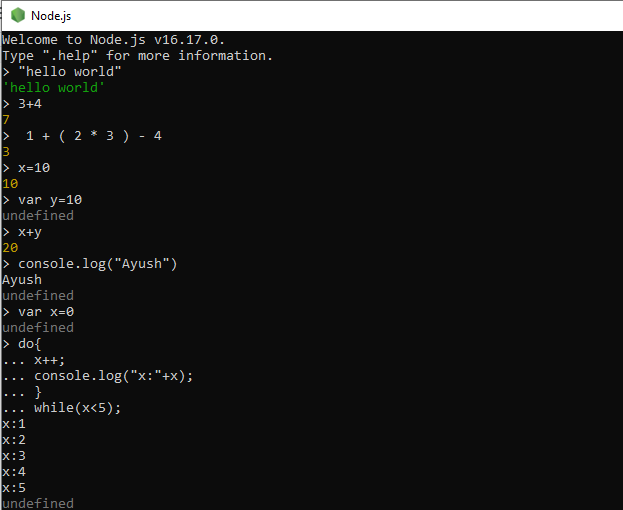 Node.js
Welcome to Node.js v16.17.0.
Type ".help" for more information.
> "hello world"
'hello world'
> 3+4
7
>  1 + ( 2 * 3 ) - 4
3
> x=10
10
> var y=10
undefined
> x+y
20
> console.log("Ayush")
Ayush
undefined
> var x=0
undefined
> do{
... x++;
... console.log("x:"+x);
... }
... while(x<5);
x:1
x:2
x:3
x:4
x:5
undefined